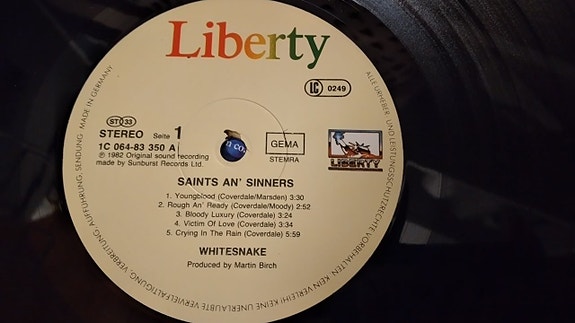 Liberty
LC 0249
ST 33
STEREO Seite 1
1C 064-83 350 A
℗ 1982 Original sound recording
made by Sunburst Records Ltd.
GEMA
STEMRA
LIBERTY
SAINTS AN' SINNERS
1. Youngblood (Coverdale/Marsden) 3:30
2. Rough An' Ready (Coverdale/Moody) 2:52
3. Bloody Luxury (Coverdale) 3:24
4. Victim Of Love (Coverdale) 3:34
5. Crying In The Rain (Coverdale) 5:59
WHITESNAKE
Produced by Martin Birch
ALLE URHEBER- UND LEISTUNGSSCHUTZRECHTE VORBEHALTEN. KEIN VERLEIH! KEINE UNERLAUBTE VERVIELFÄLTIGUNG, VERBREITUNG, AUFFÜHRUNG, SENDUNG. MADE IN GERMANY